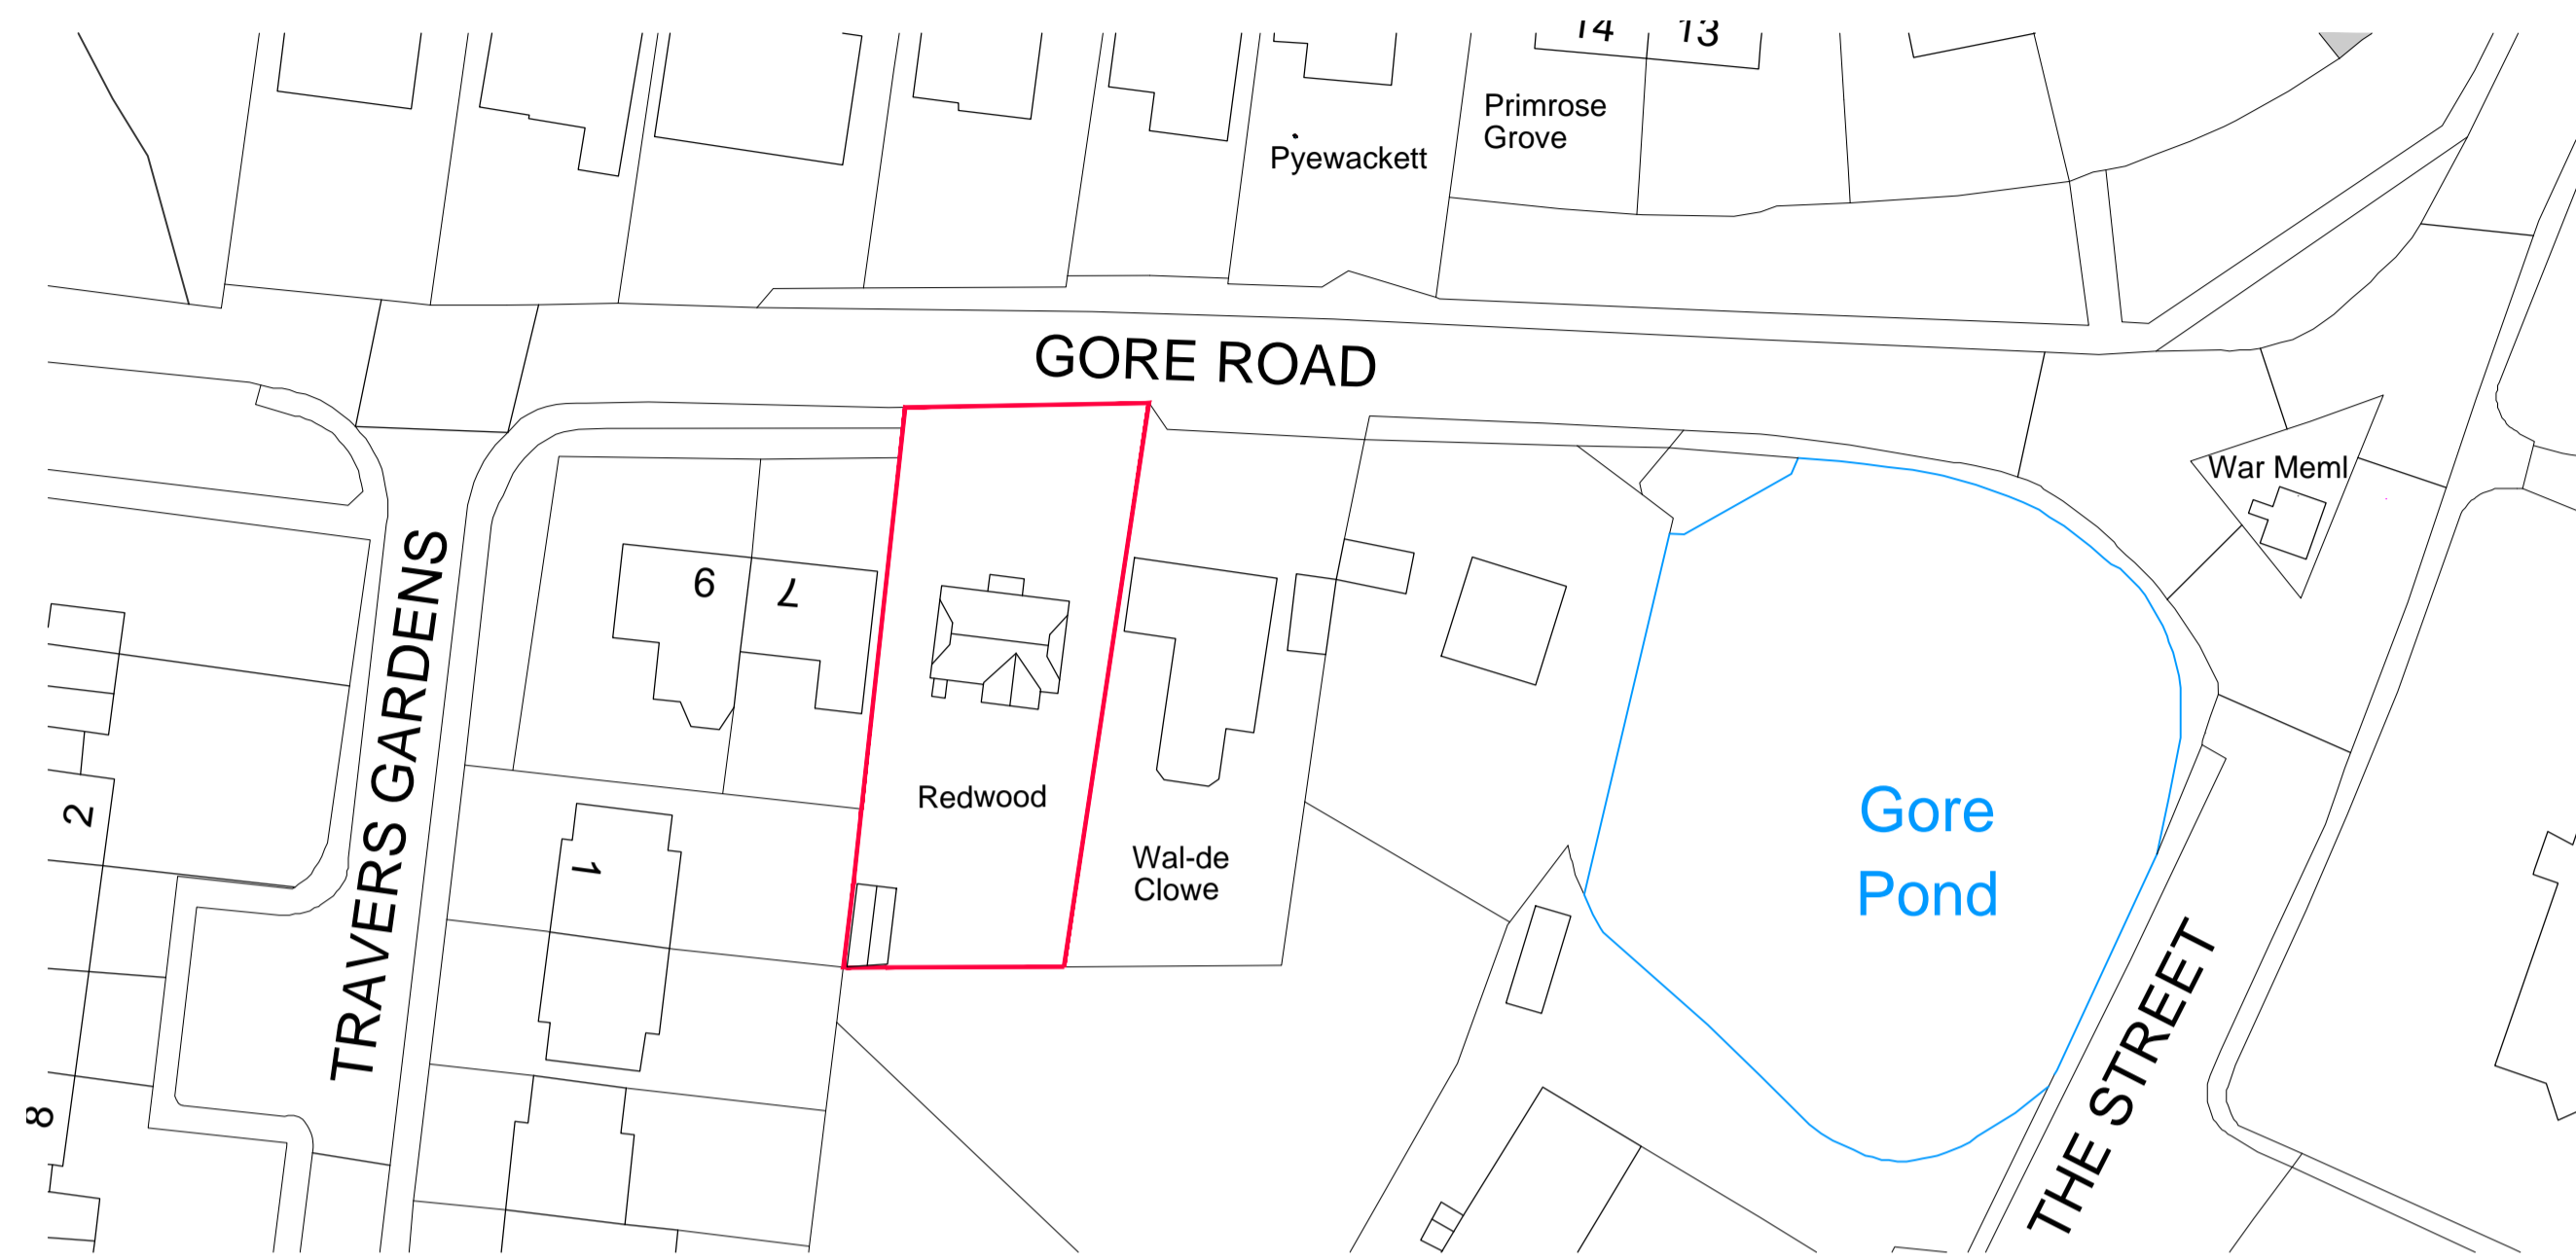 14
13
Primrose
Grove
Pyewackett
GORE ROAD
War Meml
TRAVERS GARDENS
9
7
Redwood
Wal-de
Clowe
Gore
Pond
2
1
8
THE STREET